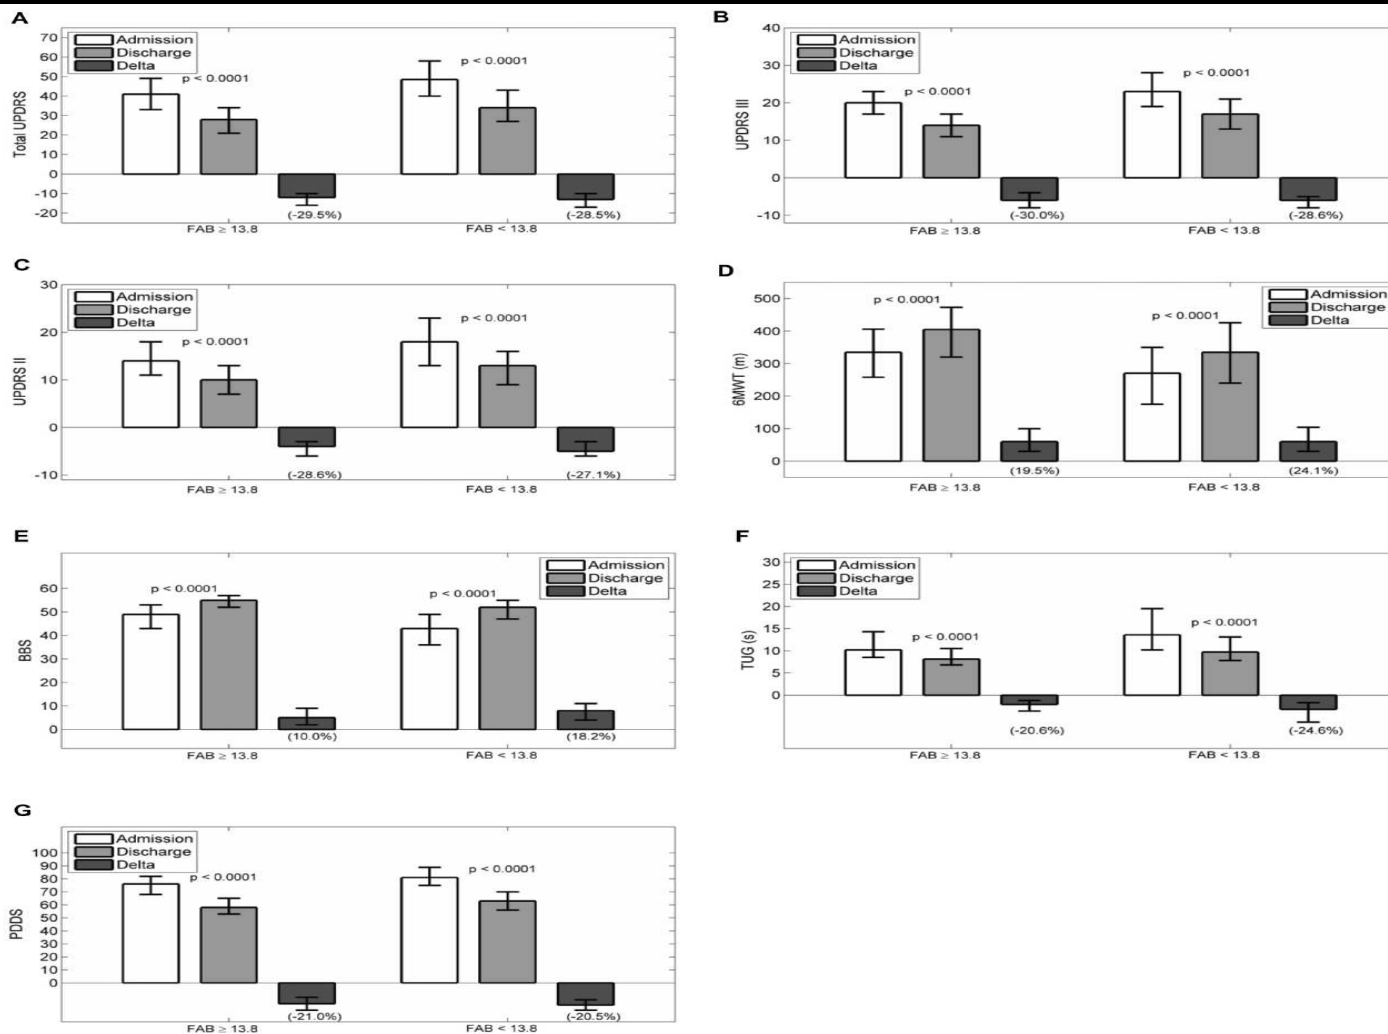 A
Total UPDRS
70
60
50
40
30
20
10
0
-10
-20
Admission
Discharge
Delta
p < 0.0001
p < 0.0001
(-29.5%)
(-28.5%)
FAB ≥ 13.8
FAB < 13.8
B
UPDRS III
40
30
20
10
0
-10
Admission
Discharge
Delta
p < 0.0001
p < 0.0001
(-30.0%)
(-28.6%)
FAB ≥ 13.8
FAB < 13.8
C
UPDRS II
30
20
10
0
-10
Admission
Discharge
Delta
p < 0.0001
p < 0.0001
(-28.6%)
(-27.1%)
FAB ≥ 13.8
FAB < 13.8
D
6MWT (m)
500
400
300
200
100
0
Admission
Discharge
Delta
p < 0.0001
p < 0.0001
(19.5%)
(24.1%)
FAB ≥ 13.8
FAB < 13.8
E
BBS
60
50
40
30
20
10
0
Admission
Discharge
Delta
p < 0.0001
p < 0.0001
(10.0%)
(18.2%)
FAB ≥ 13.8
FAB < 13.8
F
TUG (s)
30
25
20
15
10
5
0
Admission
Discharge
Delta
p < 0.0001
p < 0.0001
(-20.6%)
(-24.6%)
FAB ≥ 13.8
FAB < 13.8
G
PDDS
100
90
80
70
60
50
40
30
20
10
0
Admission
Discharge
Delta
p < 0.0001
p < 0.0001
(-21.0%)
(-20.5%)
FAB ≥ 13.8
FAB < 13.8